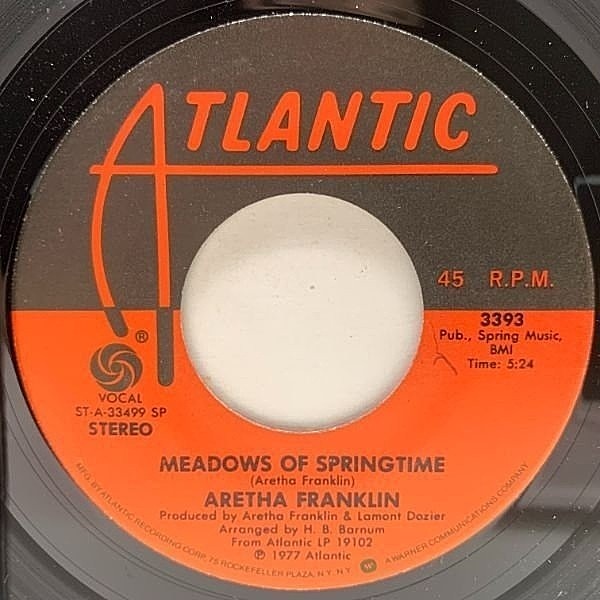 ATLANTIC
45 R.P.M.
®
3393
Pub., Spring Music,
BMI
Time: 5:24
VOCAL
ST-A-33499 SP
STEREO
MEADOWS OF SPRINGTIME
(Aretha Franklin)
ARETHA FRANKLIN
Produced by Aretha Franklin & Lamont Dozier
Arranged by H. B. Barnum
From Atlantic LP 19102
℗ 1977 Atlantic
MFG. BY ATLANTIC RECORDING CORP., 75 ROCKEFELLER PLAZA, N.Y. N.Y. W A WARNER COMMUNICATIONS COMPANY